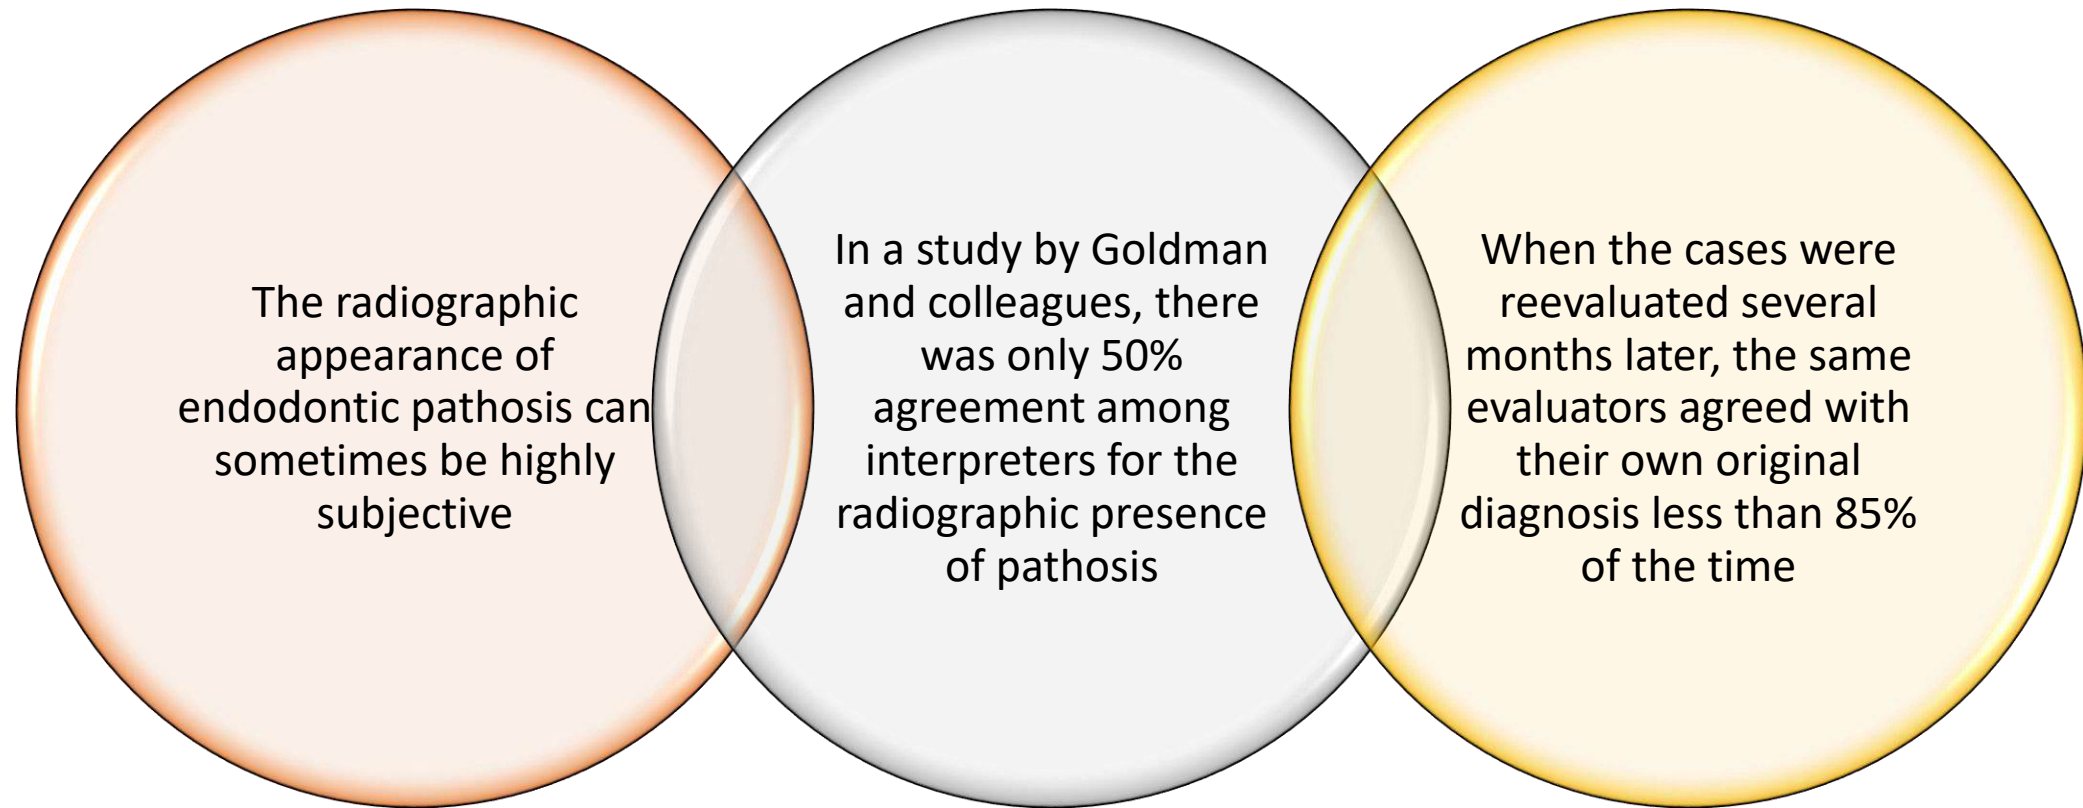 The radiographic
appearance of
endodontic pathosis can
sometimes be highly
subjective
In a study by Goldman
and colleagues, there
was only 50%
agreement among
interpreters for the
radiographic presence
of pathosis
When the cases were
reevaluated several
months later, the same
evaluators agreed with
their own original
diagnosis less than 85%
of the time